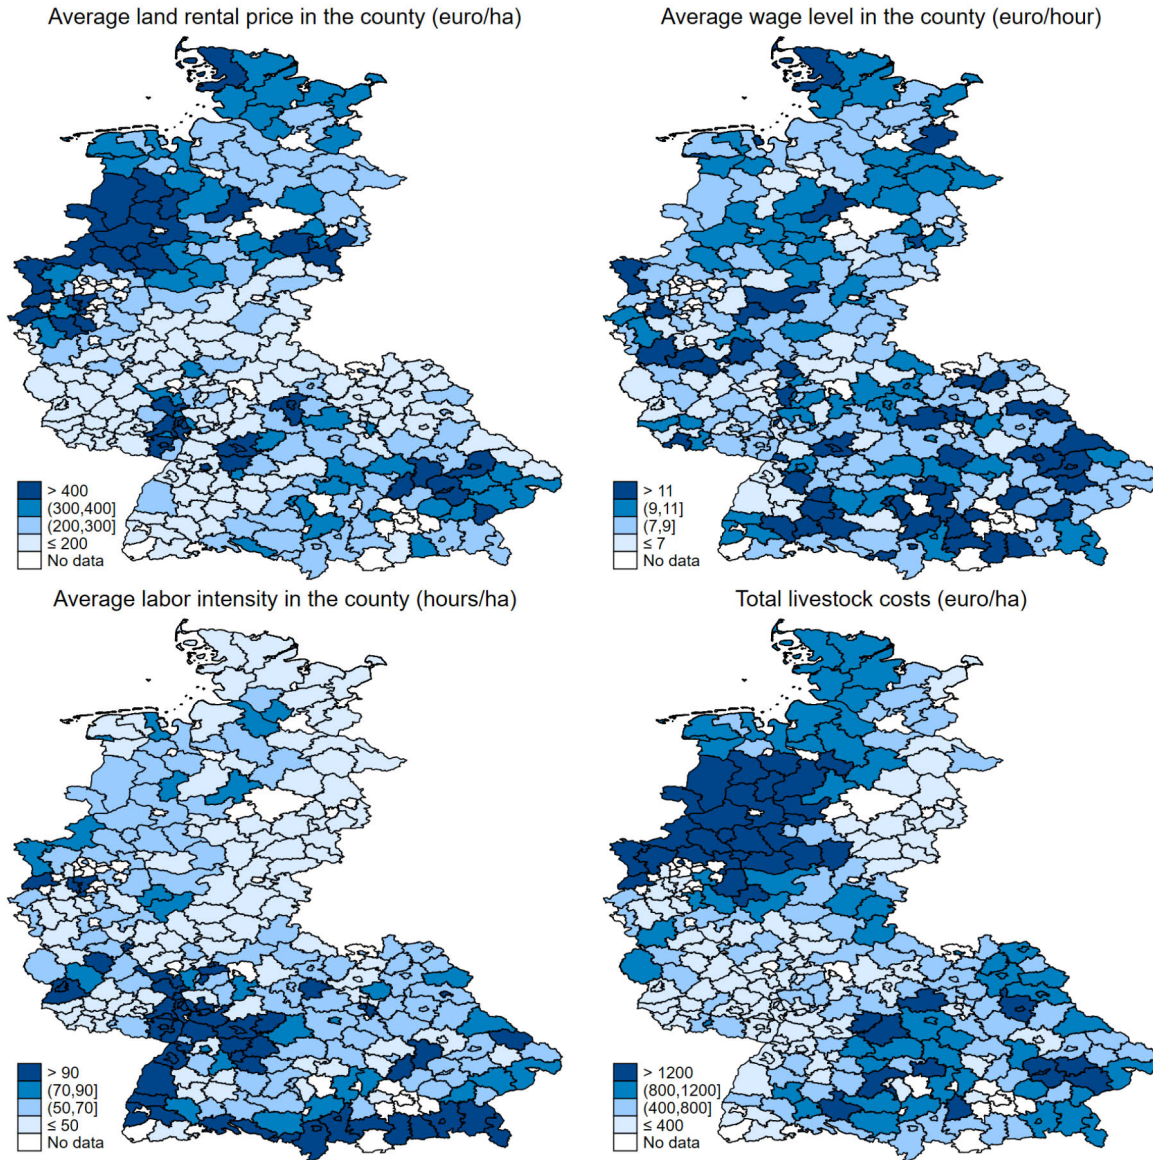 Average land rental price in the county (euro/ha)
> 400
(300,400]
(200,300]
≤ 200
No data
Average wage level in the county (euro/hour)
> 11
(9,11]
(7,9]
≤ 7
No data
Average labor intensity in the county (hours/ha)
> 90
(70,90]
(50,70]
≤ 50
No data
Total livestock costs (euro/ha)
> 1200
(800,1200]
(400,800]
≤ 400
No data